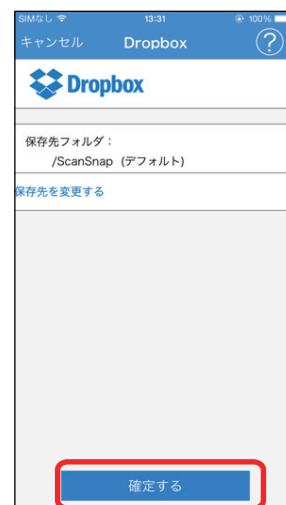 SIMなし 13:31 100%
キャンセル Dropbox ?
Dropbox
保存先フォルダ：
/ScanSnap (デフォルト)
保存先を変更する
確定する